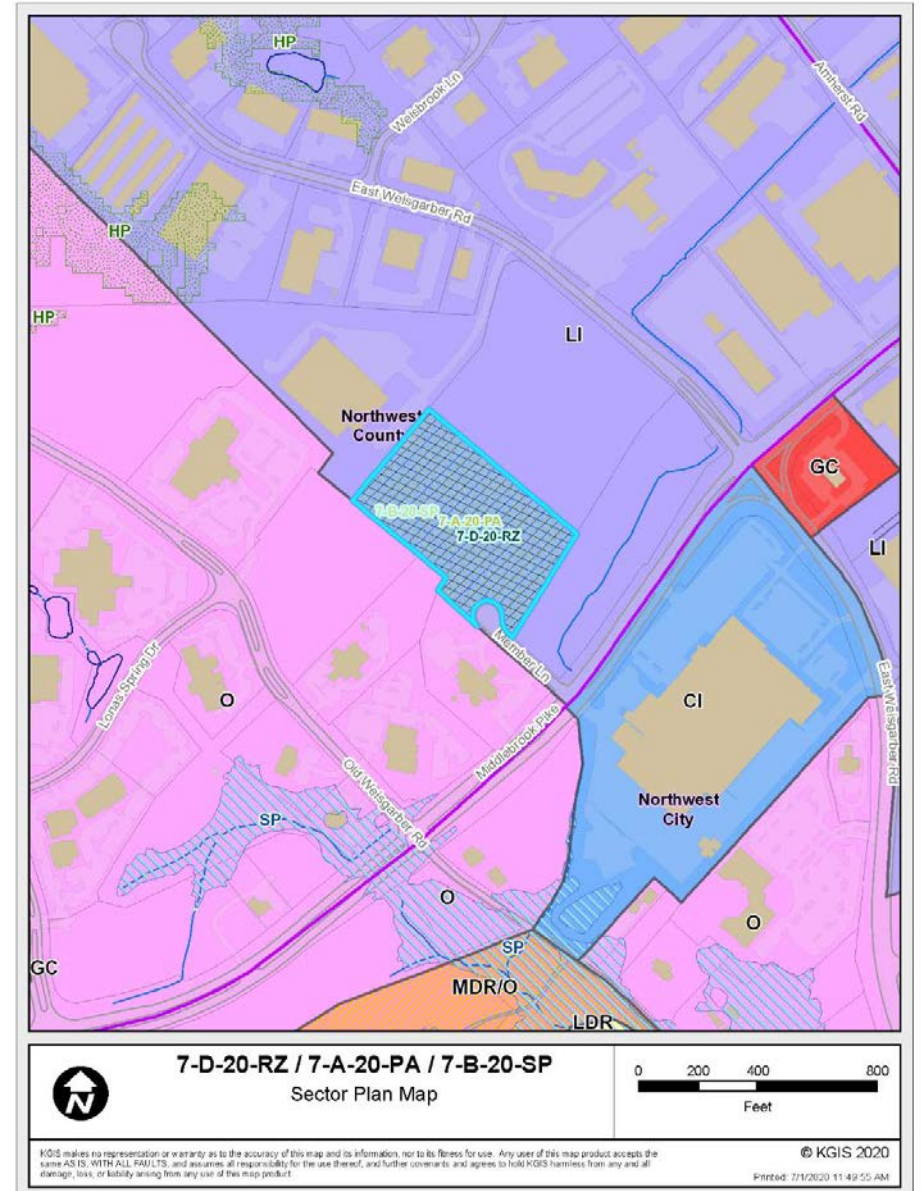 HP
Weisbrook Ln
Amherst Rd
East Weisgarber Rd
HP
HP
LI
Northwest
County
GC
7-B-20-SP
7-A-20-PA
7-D-20-RZ
LI
Member Ln
Lonas Spring Dr
O
CI
Middlebrook Pike
East Weisgarber Rd
Old Weisgarber Rd
Northwest
City
SP
O
O
SP
GC
MDR/O
LDR
N
7-D-20-RZ / 7-A-20-PA / 7-B-20-SP
Sector Plan Map
0 200 400 800
Feet
KGIS makes no representation or warranty as to the accuracy of this map and its information, nor to its fitness for use. Any user of this map product accepts the
same AS IS, WITH ALL FAULTS, and assumes all responsibility for the use thereof, and further covenants and agrees to hold KGIS harmless from any and all
damage, loss, or liability arising from any use of this map product.
© KGIS 2020
Printed: 7/1/2020 11:49:55 AM